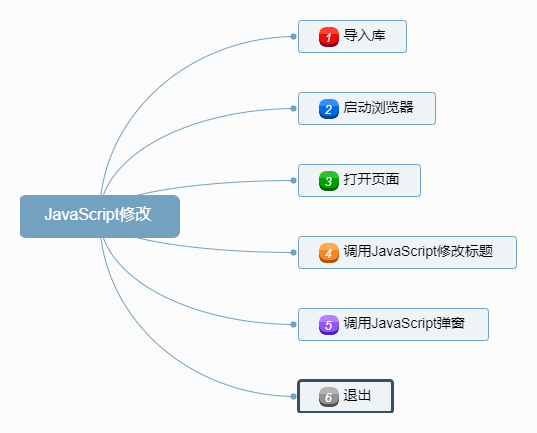 1 导入库
2 启动浏览器
3 打开页面
JavaScript修改
4 调用JavaScript修改标题
5 调用JavaScript弹窗
6 退出